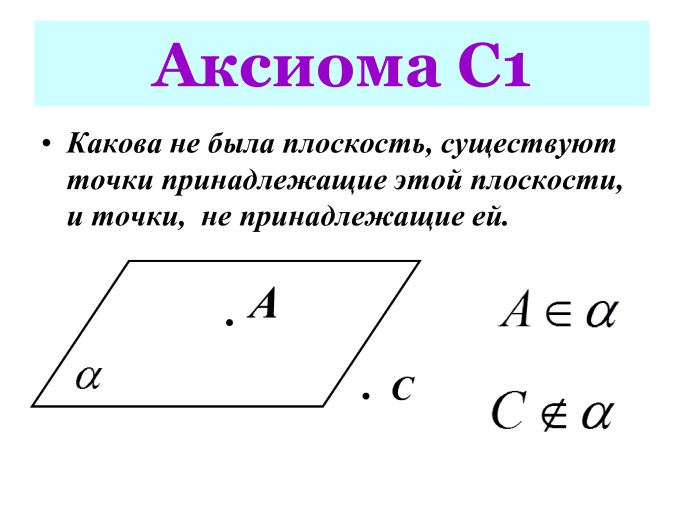 Аксиома С1
• Какова не была плоскость, существуют
точки принадлежащие этой плоскости,
и точки, не принадлежащие ей.
A
α
C
A ∈ α
C ∉ α